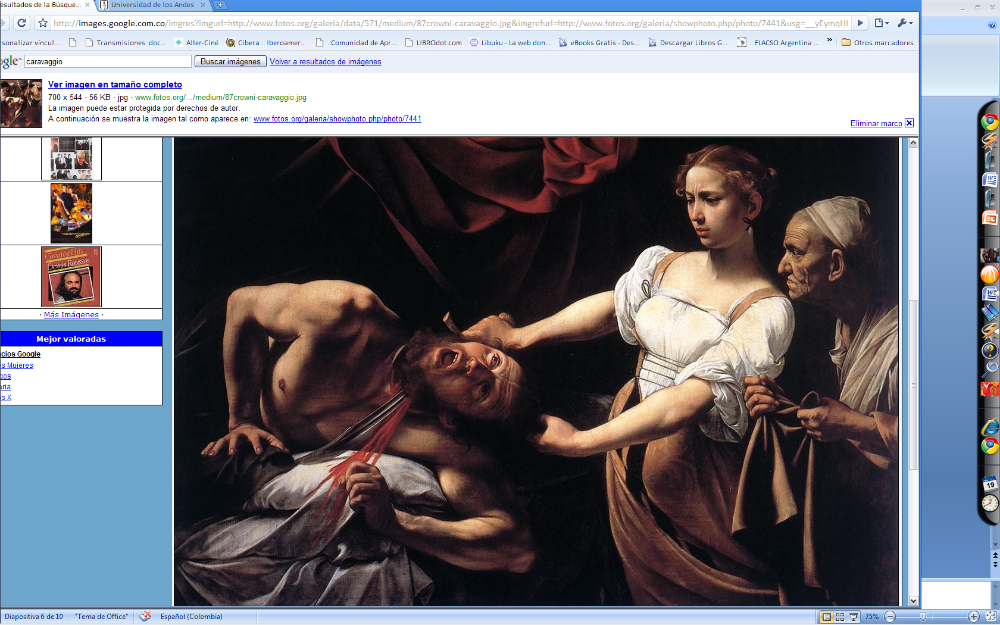 esultados de la Búsque...
Universidad de los Andes
http://images.google.com.co/imgres?imgurl=http://www.fotos.org/galeria/data/571/medium/87crowni-caravaggio.jpg&imgrefurl=http://www.fotos.org/galeria/showphoto.php/photo/7441&usg=__yEymqHI
rsonalizar víncul...
Transmisiones: doc...
Alter-Ciné
Cibera :: Iberoamer...
.:Comunidad de Apr...
LIBROdot.com
Libuku - La web don...
eBooks Gratis - Des...
Descargar Libros G...
.: FLACSO Argentina ...
»
Otros marcadores
ogle™
caravaggio
Buscar imágenes
Volver a resultados de imágenes
Ver imagen en tamaño completo
700 x 544 - 56 KB - jpg - www.fotos.org/.../medium/87crowni-caravaggio.jpg
La imagen puede estar protegida por derechos de autor.
A continuación se muestra la imagen tal como aparece en: www.fotos.org/galeria/showphoto.php/photo/7441
Eliminar marco
Greatest Hits
Demis Roussos
· Más Imágenes ·
Mejor valoradas
cios Google
s Mujeres
gos
ria
s X
19
Diapositiva 6 de 10
"Tema de Office"
Español (Colombia)
75%